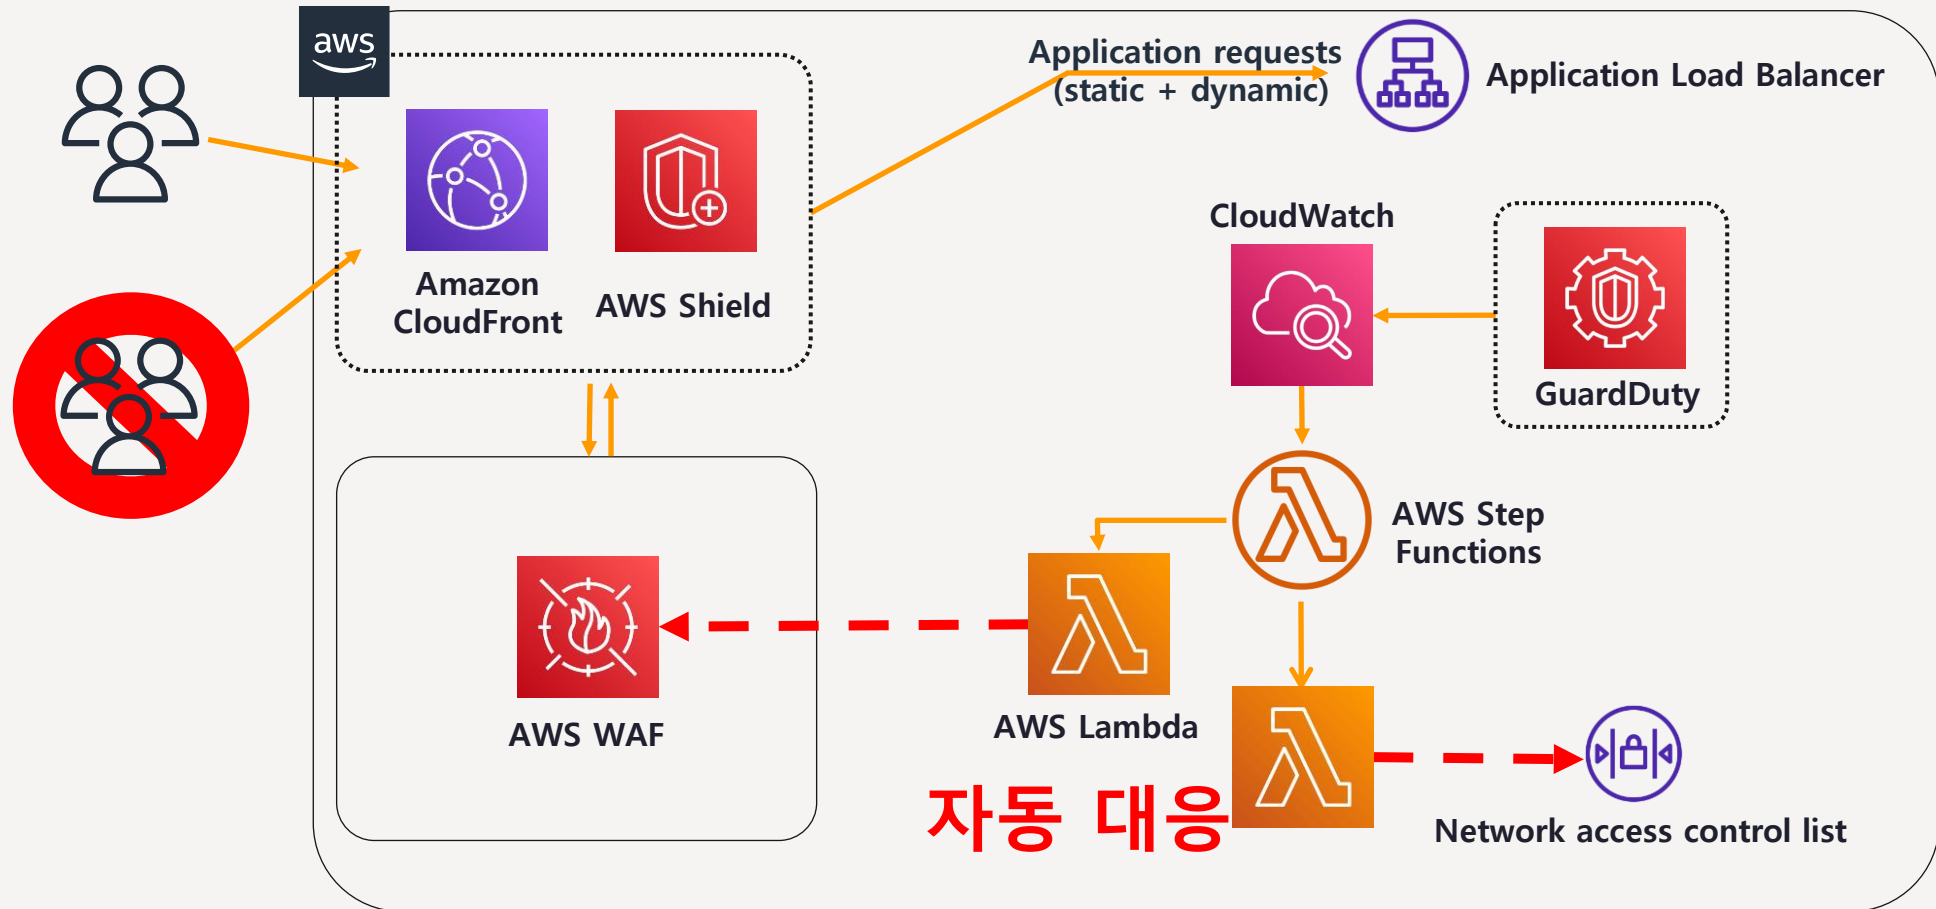 aws
Application requests
(static + dynamic)
Application Load Balancer
Amazon
CloudFront
AWS Shield
CloudWatch
GuardDuty
AWS Step
Functions
AWS WAF
AWS Lambda
자동 대응
Network access control list